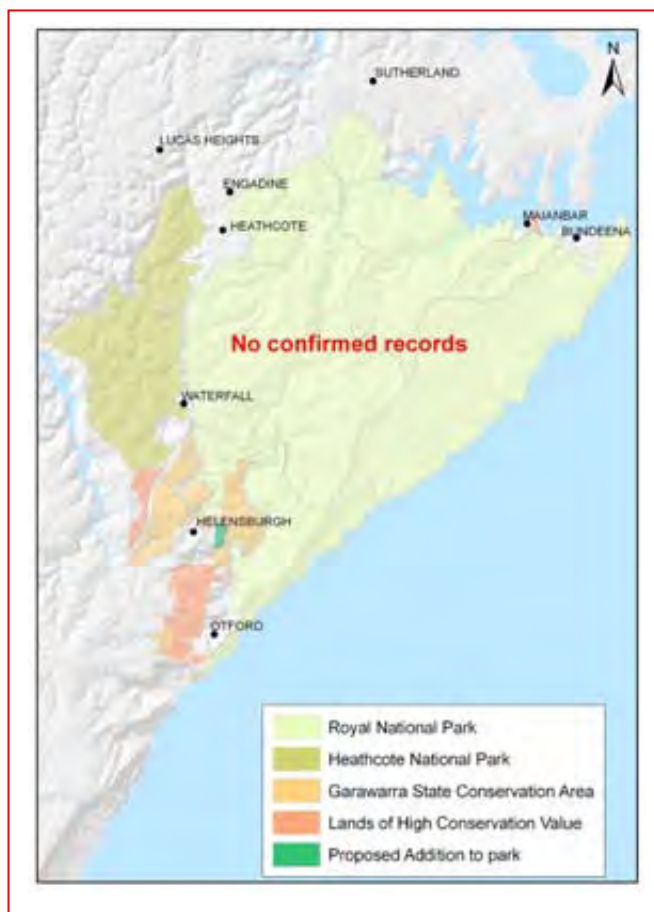 N
SUTHERLAND
LUCAS HEIGHTS
ENGADINE
HEATHCOTE
MAIANBAR
BUNDEENA
No confirmed records
WATERFALL
HELENSBURGH
OTFORD
Royal National Park
Heathcote National Park
Garawarra State Conservation Area
Lands of High Conservation Value
Proposed Addition to park